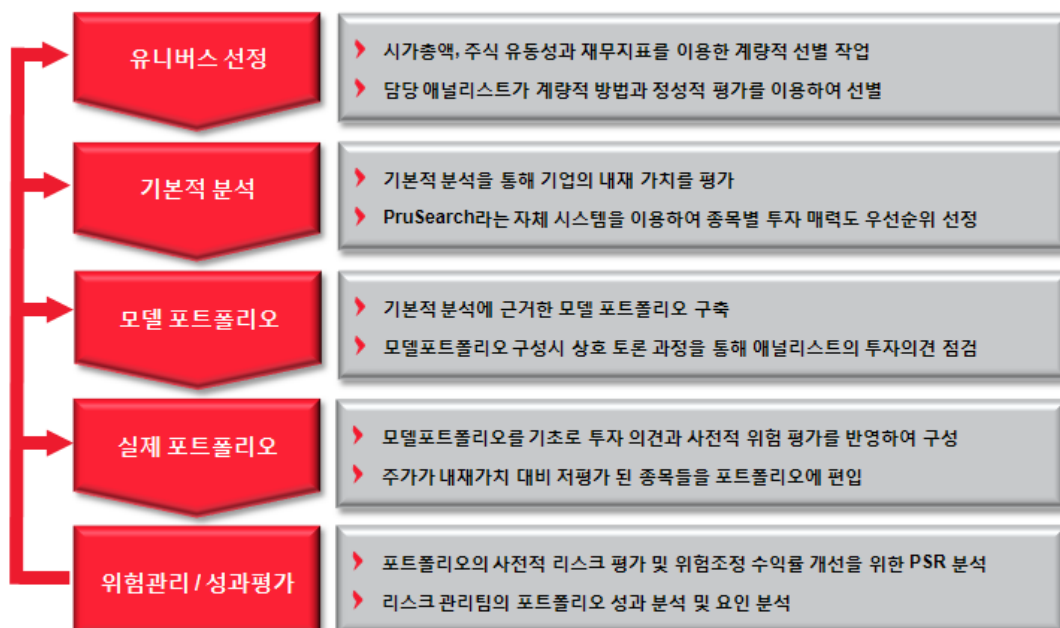 유니버스 선정
시가총액, 주식 유동성과 재무지표를 이용한 계량적 선별 작업
담당 애널리스트가 계량적 방법과 정성적 평가를 이용하여 선별
기본적 분석
기본적 분석을 통해 기업의 내재 가치를 평가
PruSearch라는 자체 시스템을 이용하여 종목별 투자 매력도 우선순위 선정
모델 포트폴리오
기본적 분석에 근거한 모델 포트폴리오 구축
모델포트폴리오 구성시 상호 토론 과정을 통해 애널리스트의 투자의견 점검
실제 포트폴리오
모델포트폴리오를 기초로 투자 의견과 사전적 위험 평가를 반영하여 구성
주가가 내재가치 대비 저평가 된 종목들을 포트폴리오에 편입
위험관리 / 성과평가
포트폴리오의 사전적 리스크 평가 및 위험조정 수익률 개선을 위한 PSR 분석
리스크 관리팀의 포트폴리오 성과 분석 및 요인 분석